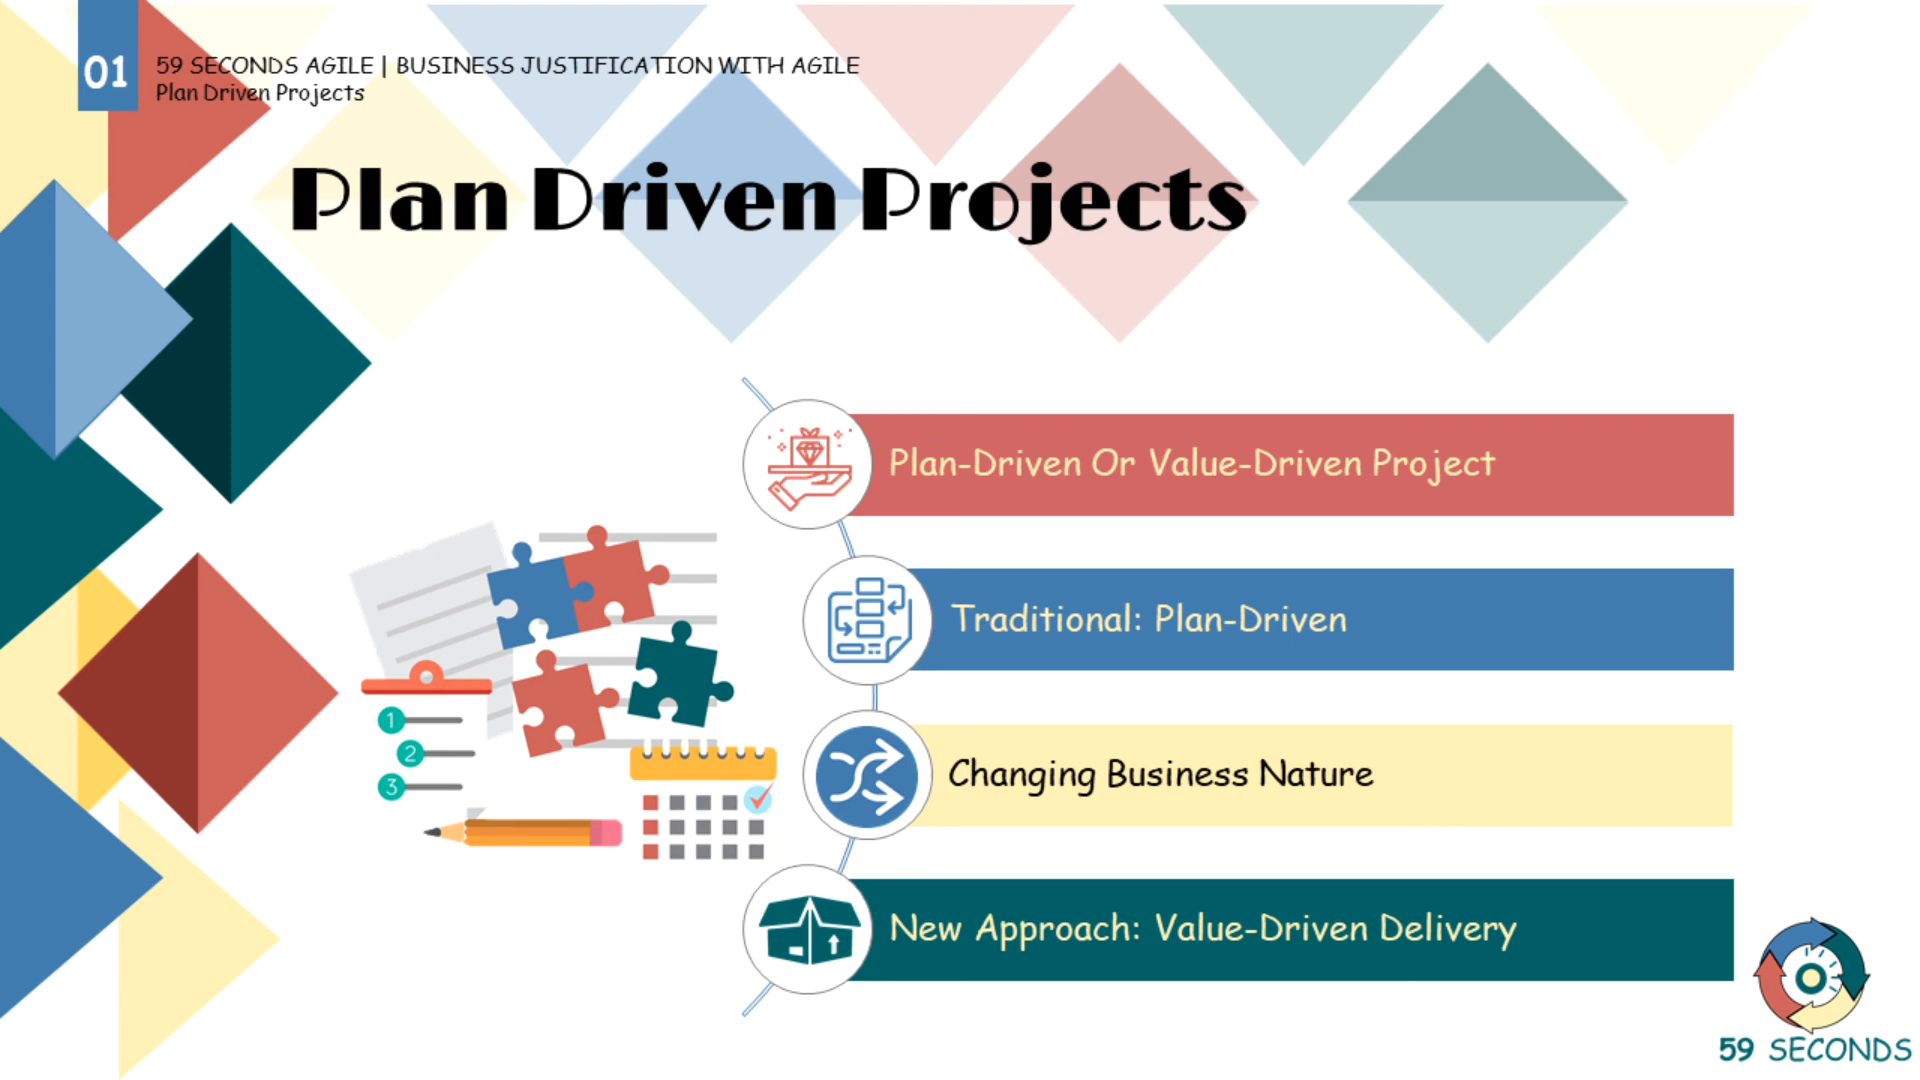 01
59 SECONDS AGILE | BUSINESS JUSTIFICATION WITH AGILE
Plan Driven Projects
Plan Driven Projects
Plan-Driven Or Value-Driven Project
Traditional: Plan-Driven
1
2
3
Changing Business Nature
New Approach: Value-Driven Delivery
59 SECONDS